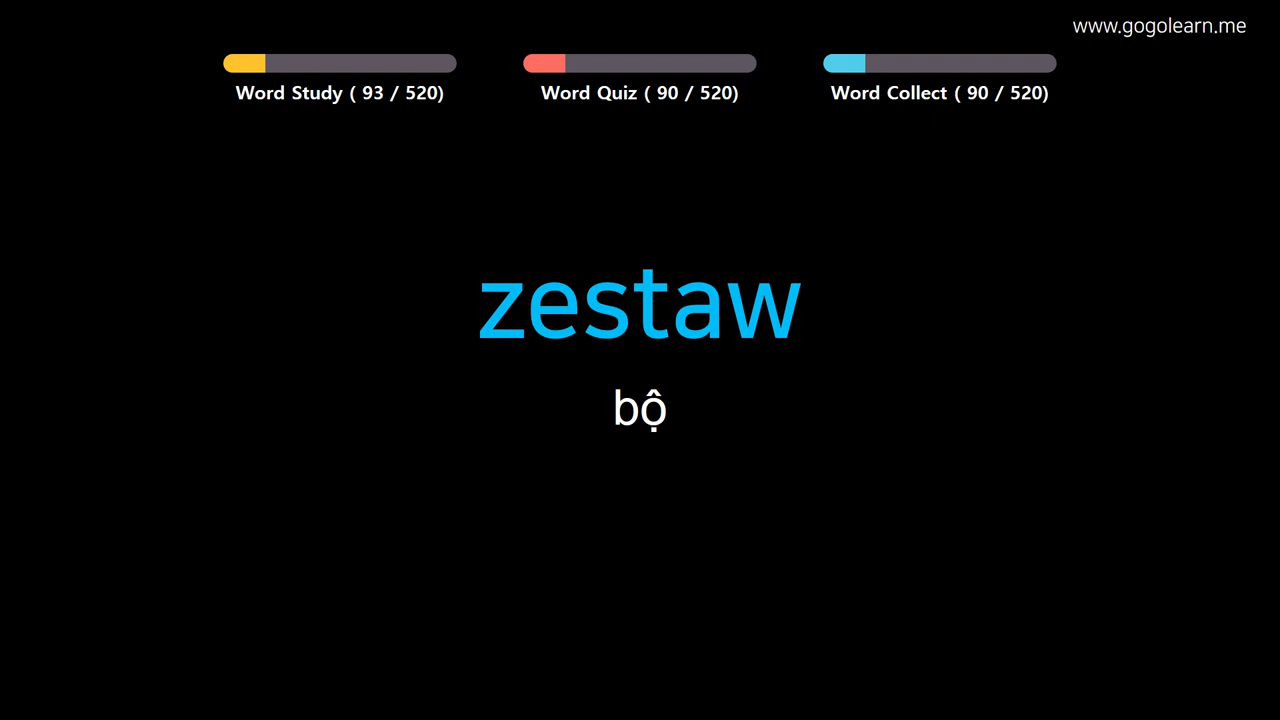 www.gogolearn.me
Word Study ( 93 / 520)
Word Quiz ( 90 / 520)
Word Collect ( 90 / 520)
zestaw
bộ